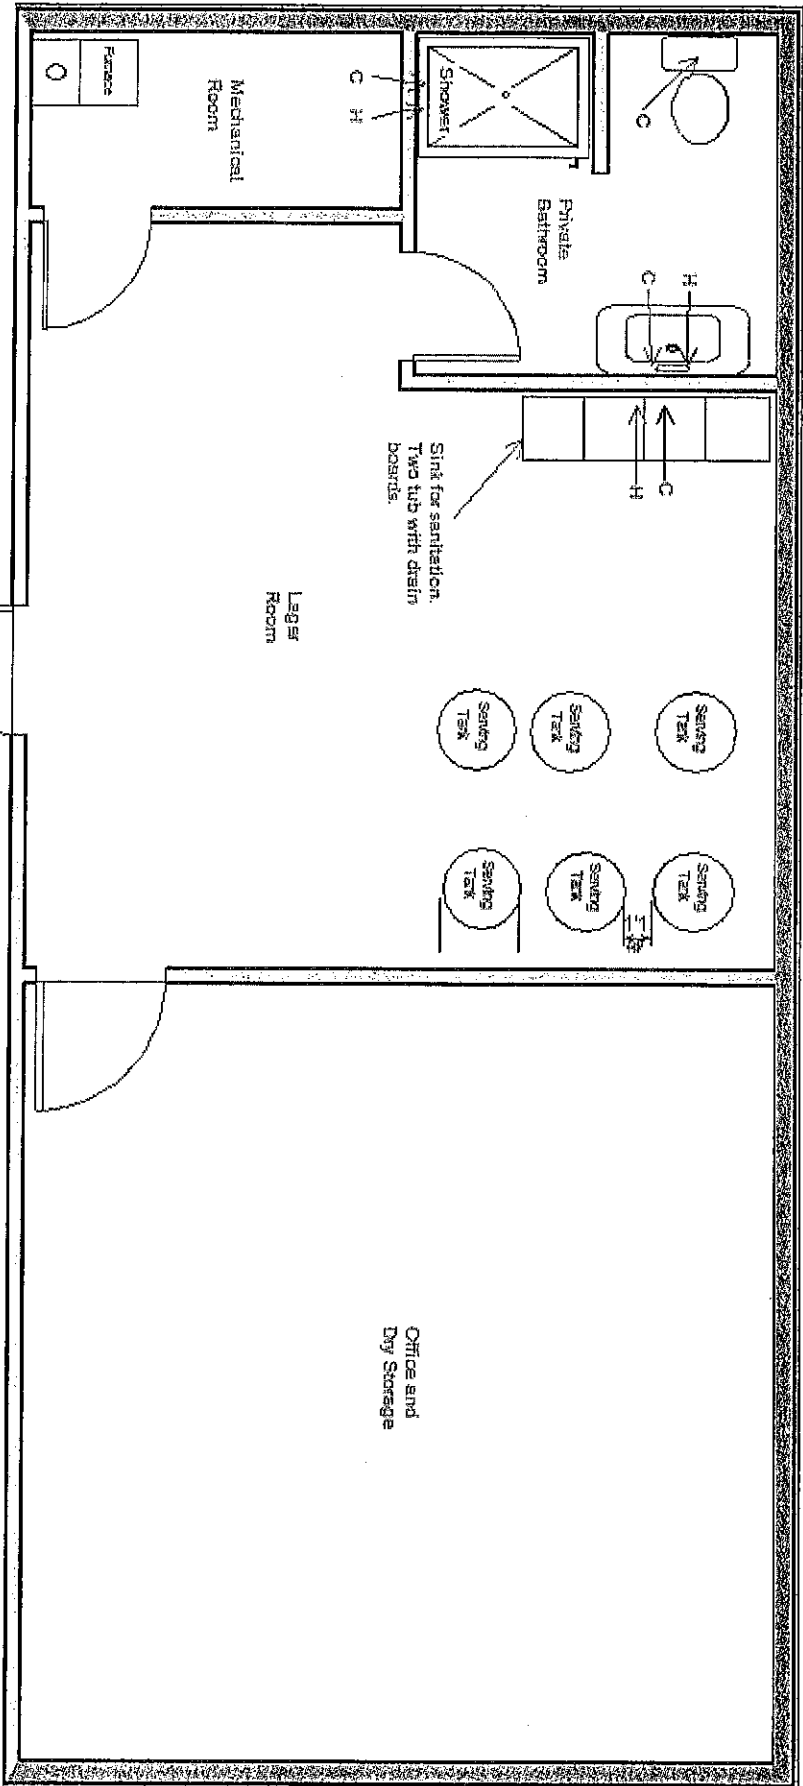 Furnace
Mechanical
Room
C
H
Shower
C
Private
Bathroom
C
H
Sink for sanitation.
Two tub with drain
boards.
H
C
Lager
Room
Serving
Tank
Serving
Tank
Serving
Tank
Serving
Tank
Serving
Tank
Serving
Tank
Office and
Dry Storage